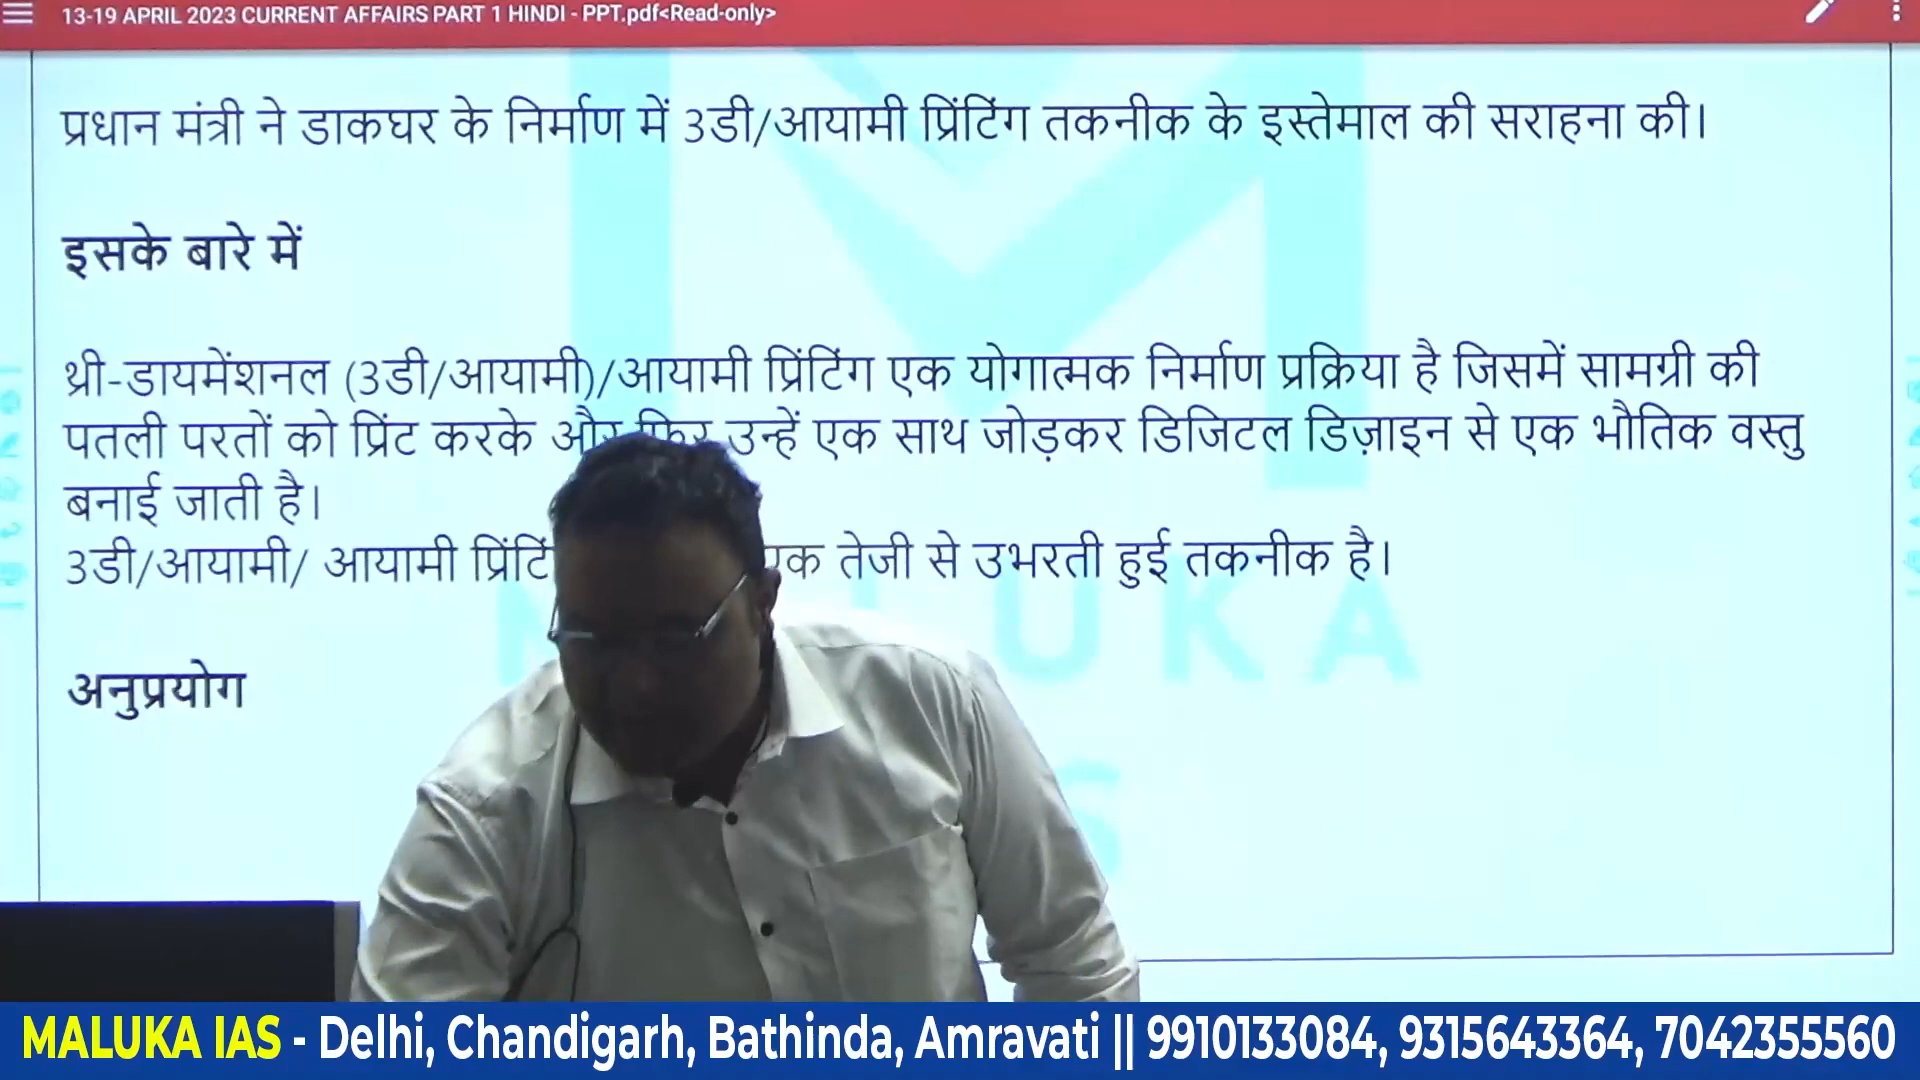 13-19 APRIL 2023 CURRENT AFFAIRS PART 1 HINDI - PPT.pdf<Read-only>
प्रधान मंत्री ने डाकघर के निर्माण में 3डी/आयामी प्रिंटिंग तकनीक के इस्तेमाल की सराहना की।
इसके बारे में
थ्री-डायमेंशनल (3डी/आयामी)/आयामी प्रिंटिंग एक योगात्मक निर्माण प्रक्रिया है जिसमें सामग्री की
पतली परतों को प्रिंट करके और फिर उन्हें एक साथ जोड़कर डिजिटल डिज़ाइन से एक भौतिक वस्तु
बनाई जाती है।
3डी/आयामी/ आयामी एक तेजी से उभरती हुई तकनीक है।
अनुप्रयोग
MALUKA IAS - Delhi, Chandigarh, Bathinda, Amravati || 9910133084, 9315643364, 7042355560